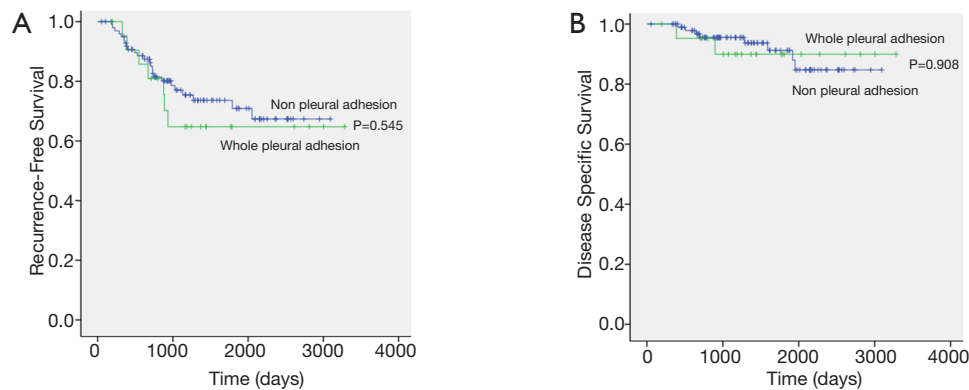 A
Recurrence-Free Survival
1.0
0.8
0.6
0.4
0.2
0.0
Non pleural adhesion
P=0.545
Whole pleural adhesion
0 1000 2000 3000 4000
Time (days)
B
Disease Specific Survival
1.0
0.8
0.6
0.4
0.2
0.0
Whole pleural adhesion
P=0.908
Non pleural adhesion
0 1000 2000 3000 4000
Time (days)